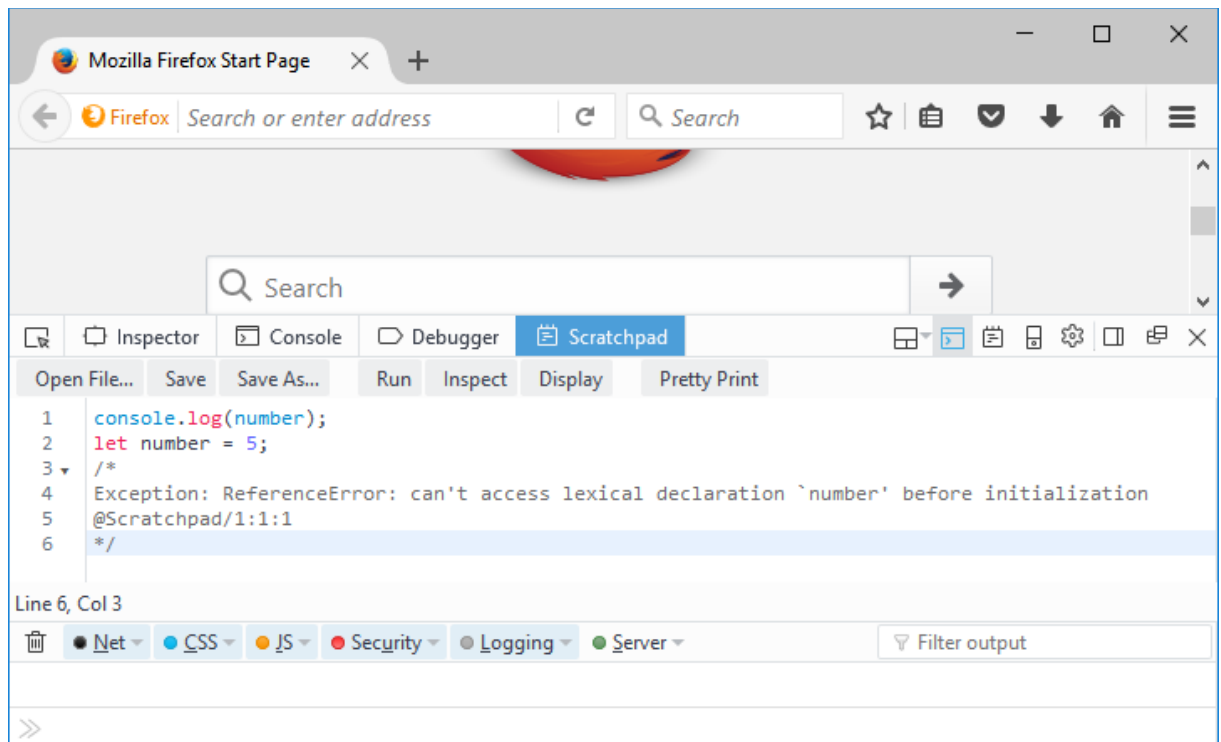 Mozilla Firefox Start Page
Firefox Search or enter address Search
Search
Inspector Console Debugger Scratchpad
Open File... Save Save As... Run Inspect Display Pretty Print
1 console.log(number);
2 let number = 5;
3 /*
4 Exception: ReferenceError: can't access lexical declaration `number' before initialization
5 @Scratchpad/1:1:1
6 */
Line 6, Col 3
Net CSS JS Security Logging Server Filter output